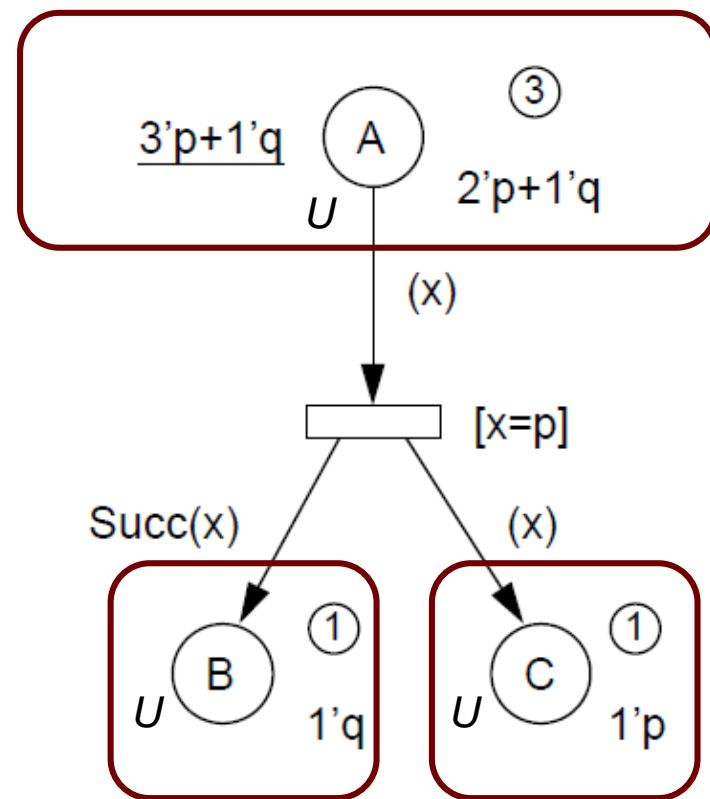 3
3’p+1’q A
2’p+1’q
U
(x)
[x=p]
Succ(x) (x)
1 1
B C
U 1’q U 1’p